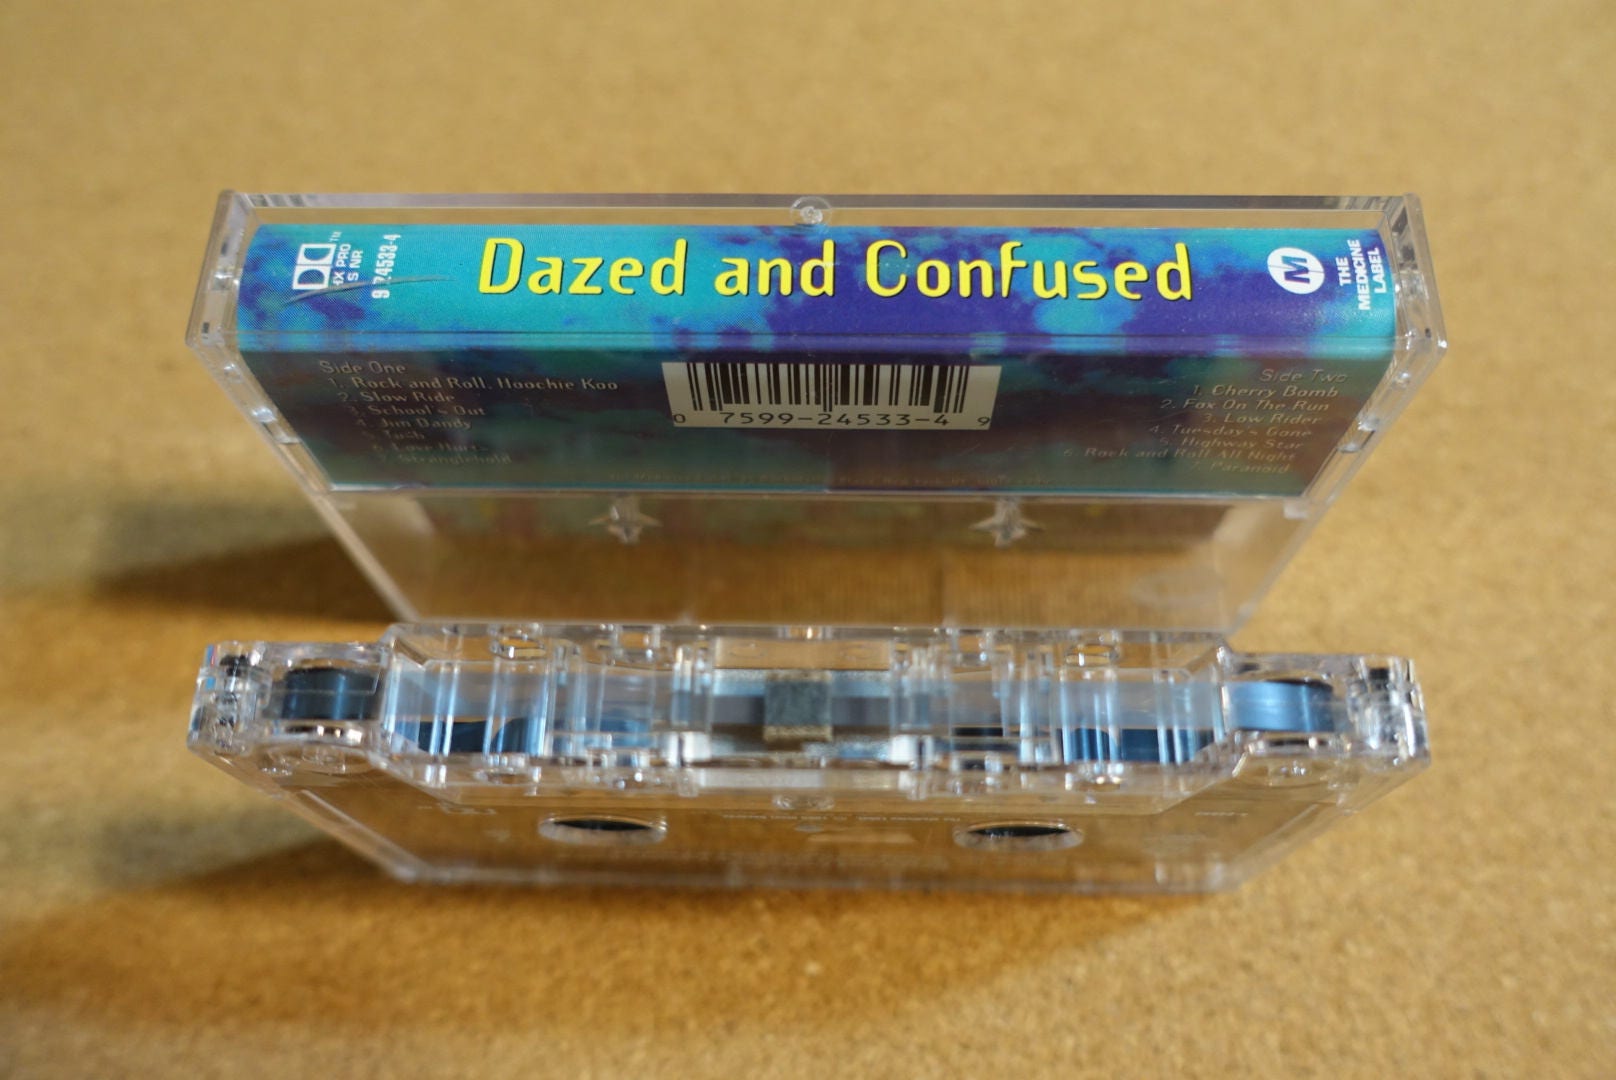 HX PRO
S NR
9 24533-4
Dazed and Confused
M
THE
MEDICINE
LABEL
Side One
1. Rock and Roll, Hoochie Koo
2. Slow Ride
3. School's Out
4. Jim Dandy
5. Tush
6. Love Hurts
7. Stranglehold
0 7599-24533-4 9
Side Two
1. Cherry Bomb
2. Fox On The Run
3. Low Rider
4. Tuesday's Gone
5. Highway Star
6. Rock and Roll All Night
7. Paranoid